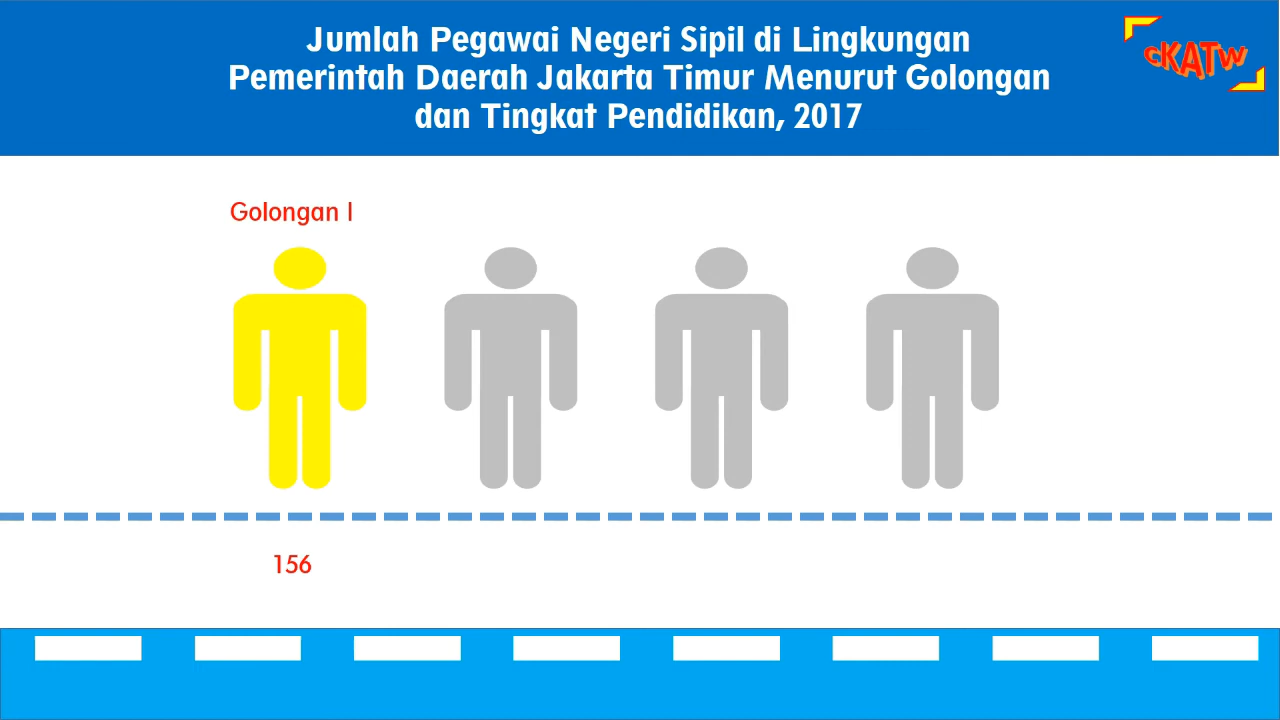 Jumlah Pegawai Negeri Sipil di Lingkungan
Pemerintah Daerah Jakarta Timur Menurut Golongan
dan Tingkat Pendidikan, 2017
cKATw
Golongan I
156